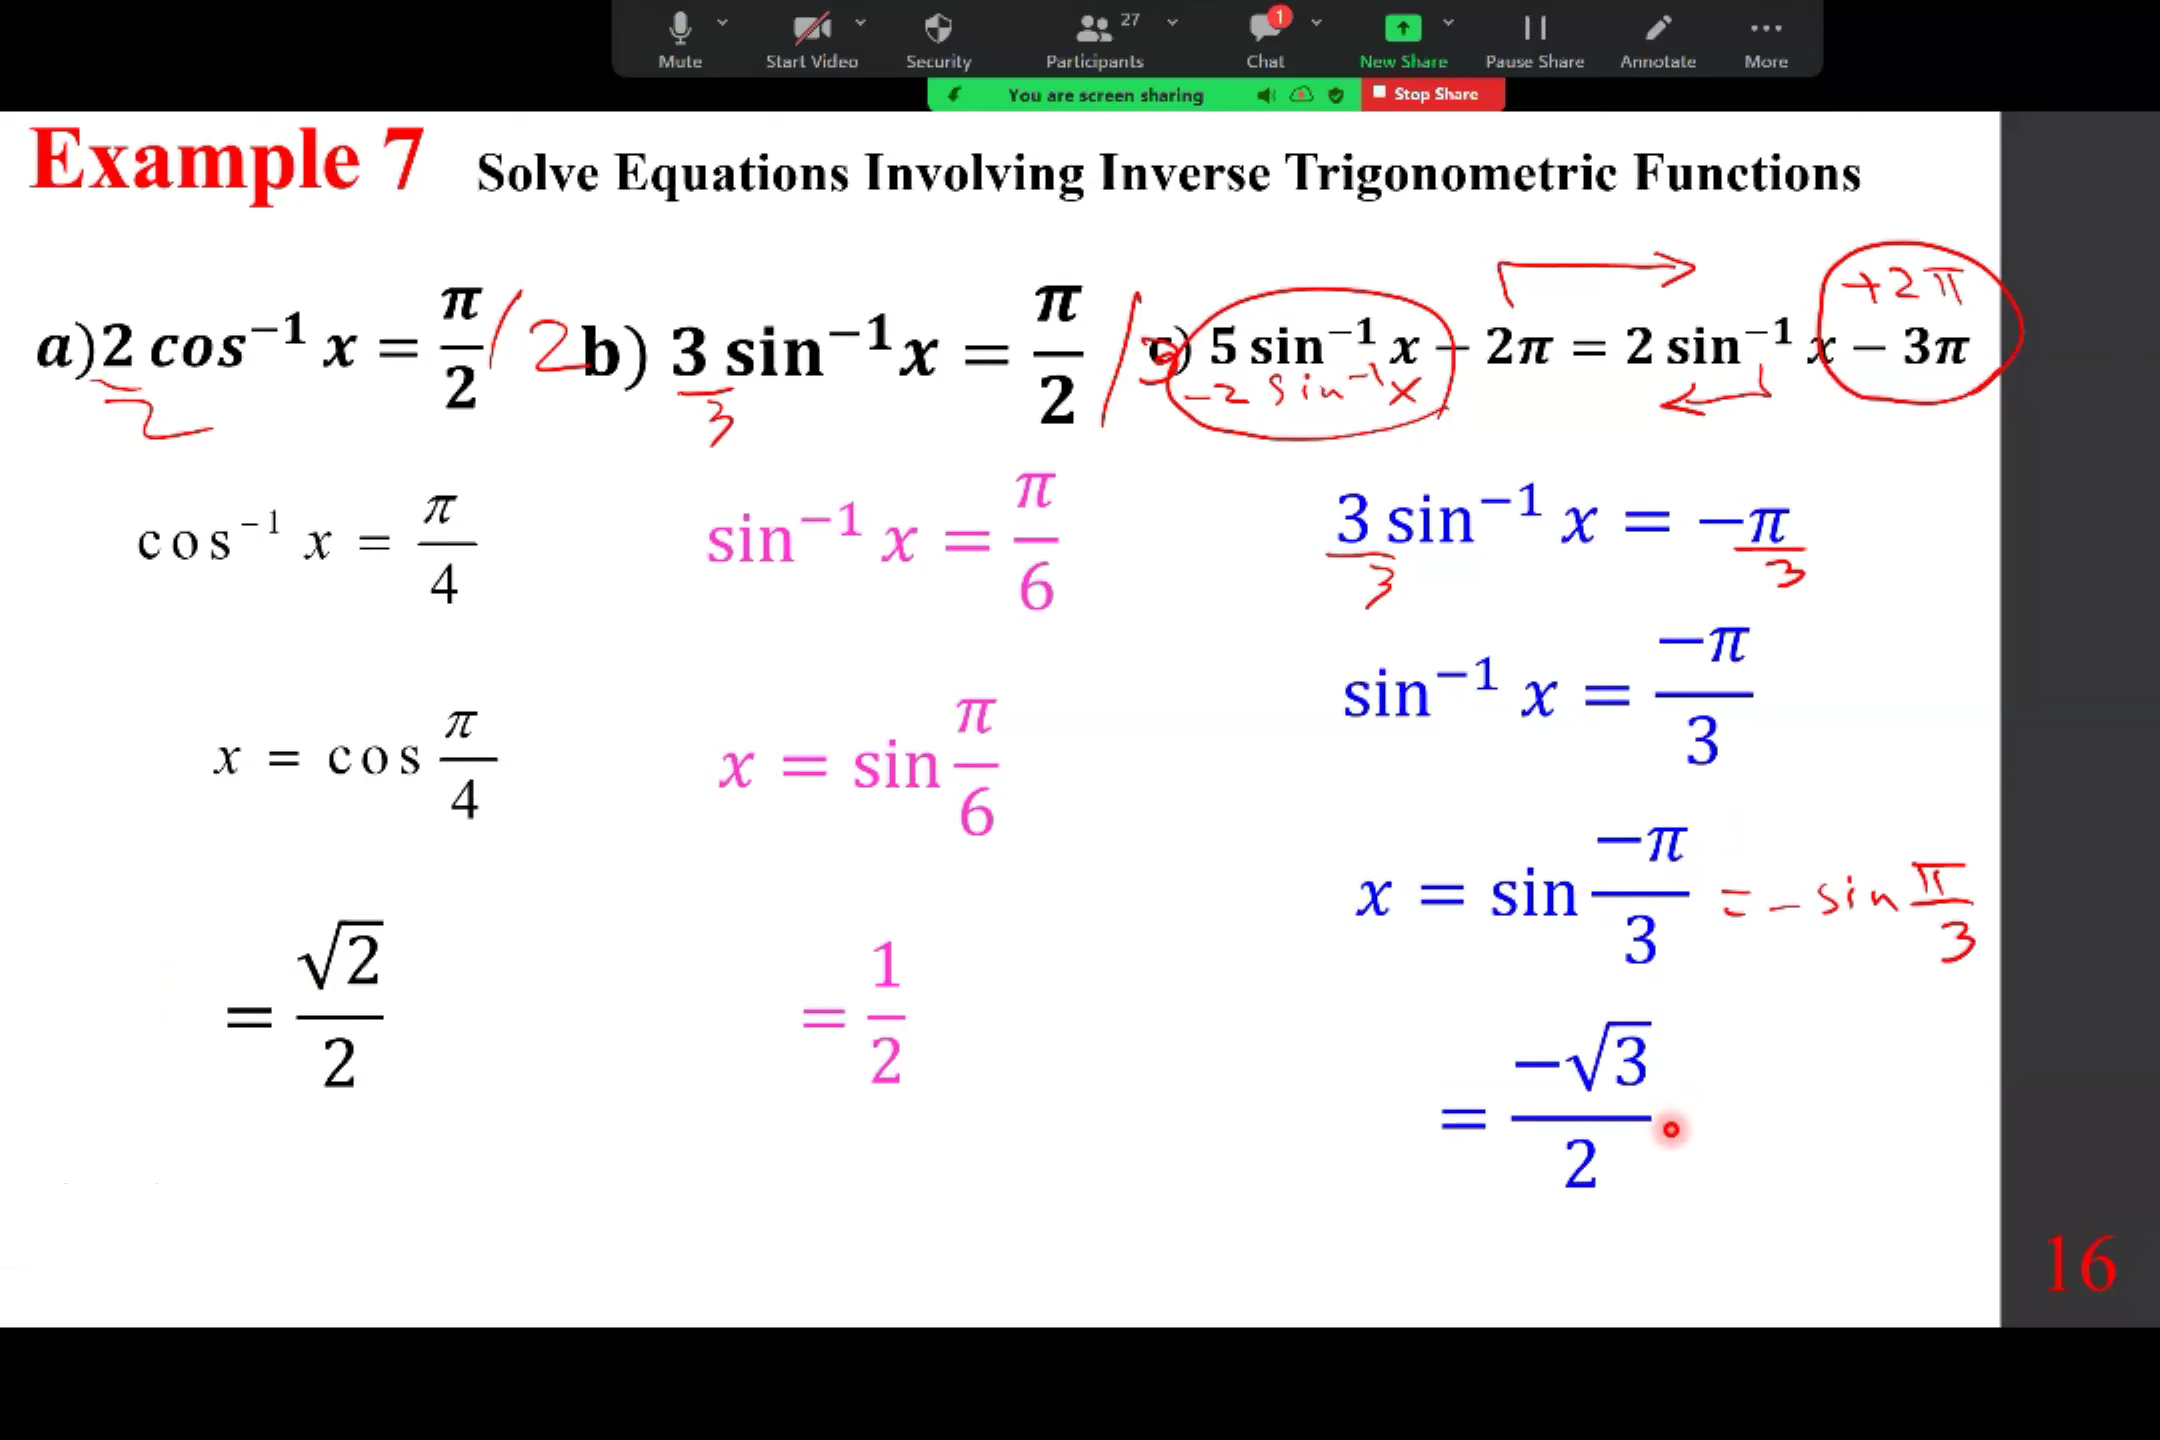 Mute Start Video Security Participants 27 Chat 1 New Share Pause Share Annotate More
You are screen sharing Stop Share
Example 7 Solve Equations Involving Inverse Trigonometric Functions
a) 2 cos⁻¹ x = π/2 /2
2
b) 3 sin⁻¹ x = π/2 /3
3
c) 5 sin⁻¹ x − 2π = 2 sin⁻¹ x − 3π
+2π
-2 sin⁻¹ x
cos⁻¹ x = π/4
x = cos π/4
= √2/2
sin⁻¹ x = π/6
x = sin π/6
= 1/2
3 sin⁻¹ x = −π
3 3
sin⁻¹ x = −π/3
x = sin −π/3 = - sin π/3
= −√3/2
16